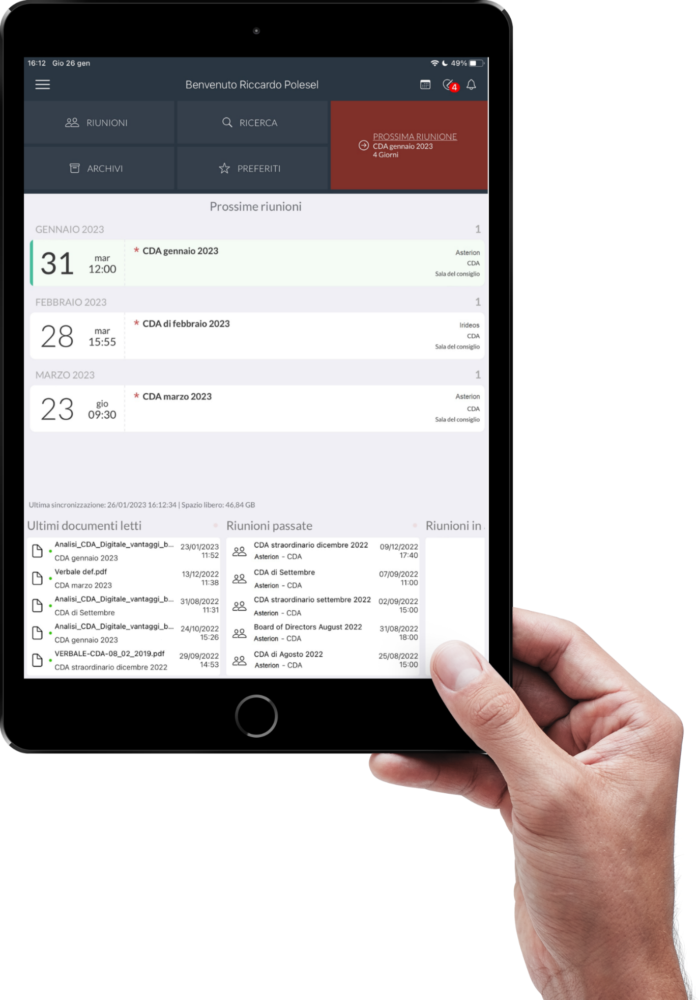 16:12 Gio 26 gen
49%
Benvenuto Riccardo Polesel
4
RIUNIONI
RICERCA
ARCHIVI
PREFERITI
PROSSIMA RIUNIONE
CDA gennaio 2023
4 Giorni
Prossime riunioni
GENNAIO 2023 1
31 mar 12:00
* CDA gennaio 2023
Asterion
CDA
Sala del consiglio
FEBBRAIO 2023 1
28 mar 15:55
* CDA di febbraio 2023
Irideos
CDA
Sala del consiglio
MARZO 2023 1
23 gio 09:30
* CDA marzo 2023
Asterion
CDA
Sala del consiglio
Ultima sincronizzazione: 26/01/2023 16:12:34 | Spazio libero: 46,84 GB
Ultimi documenti letti
Analisi_CDA_Digitale_vantaggi_b... 23/01/2023
CDA gennaio 2023 11:52
Verbale def.pdf 13/12/2022
CDA marzo 2023 11:38
Analisi_CDA_Digitale_vantaggi_b... 31/08/2022
CDA di Settembre 11:31
Analisi_CDA_Digitale_vantaggi_b... 24/10/2022
CDA gennaio 2023 15:26
VERBALE-CDA-08_02_2019.pdf 29/09/2022
CDA straordinario dicembre 2022 14:53
Riunioni passate
CDA straordinario dicembre 2022 09/12/2022
Asterion - CDA 17:40
CDA di Settembre 07/09/2022
Asterion - CDA 11:00
CDA straordinario settembre 2022 02/09/2022
Asterion - CDA 15:00
Board of Directors August 2022 31/08/2022
Asterion - CDA 18:00
CDA di Agosto 2022 25/08/2022
Asterion - CDA 15:00
Riunioni in